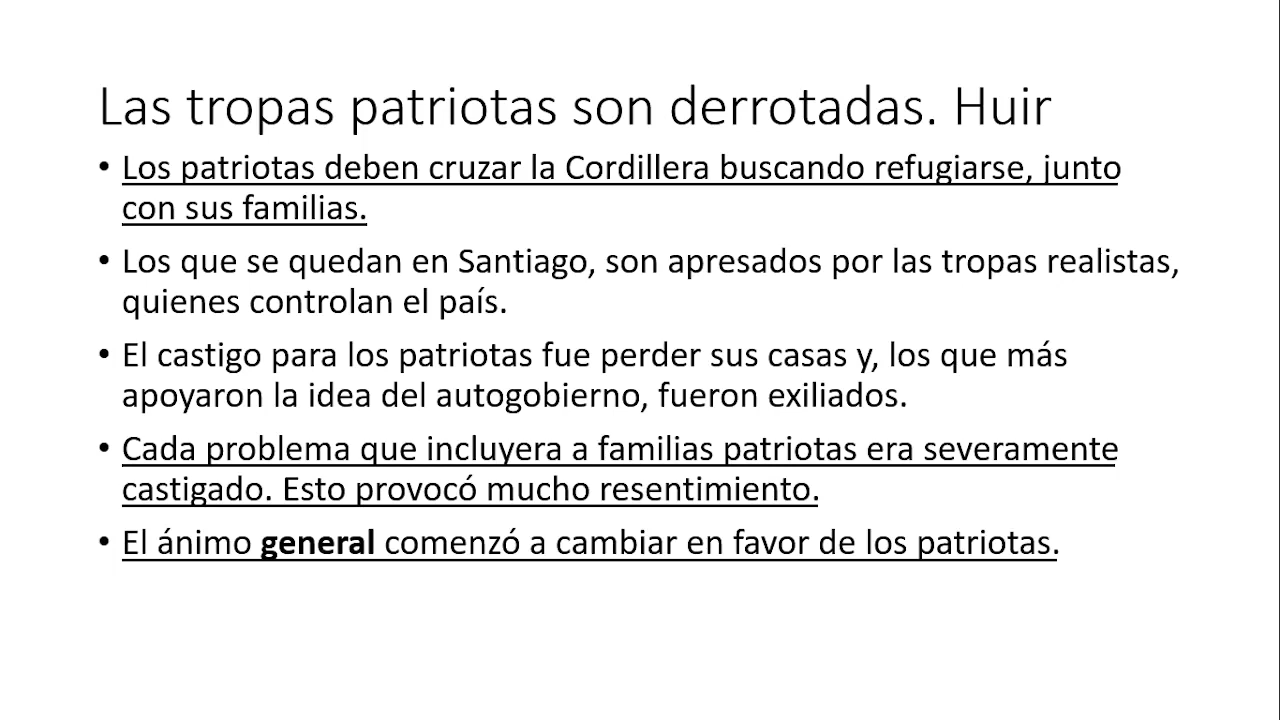 Las tropas patriotas son derrotadas. Huir
• Los patriotas deben cruzar la Cordillera buscando refugiarse, junto
con sus familias.
• Los que se quedan en Santiago, son apresados por las tropas realistas,
quienes controlan el país.
• El castigo para los patriotas fue perder sus casas y, los que más
apoyaron la idea del autogobierno, fueron exiliados.
• Cada problema que incluyera a familias patriotas era severamente
castigado. Esto provocó mucho resentimiento.
• El ánimo general comenzó a cambiar en favor de los patriotas.